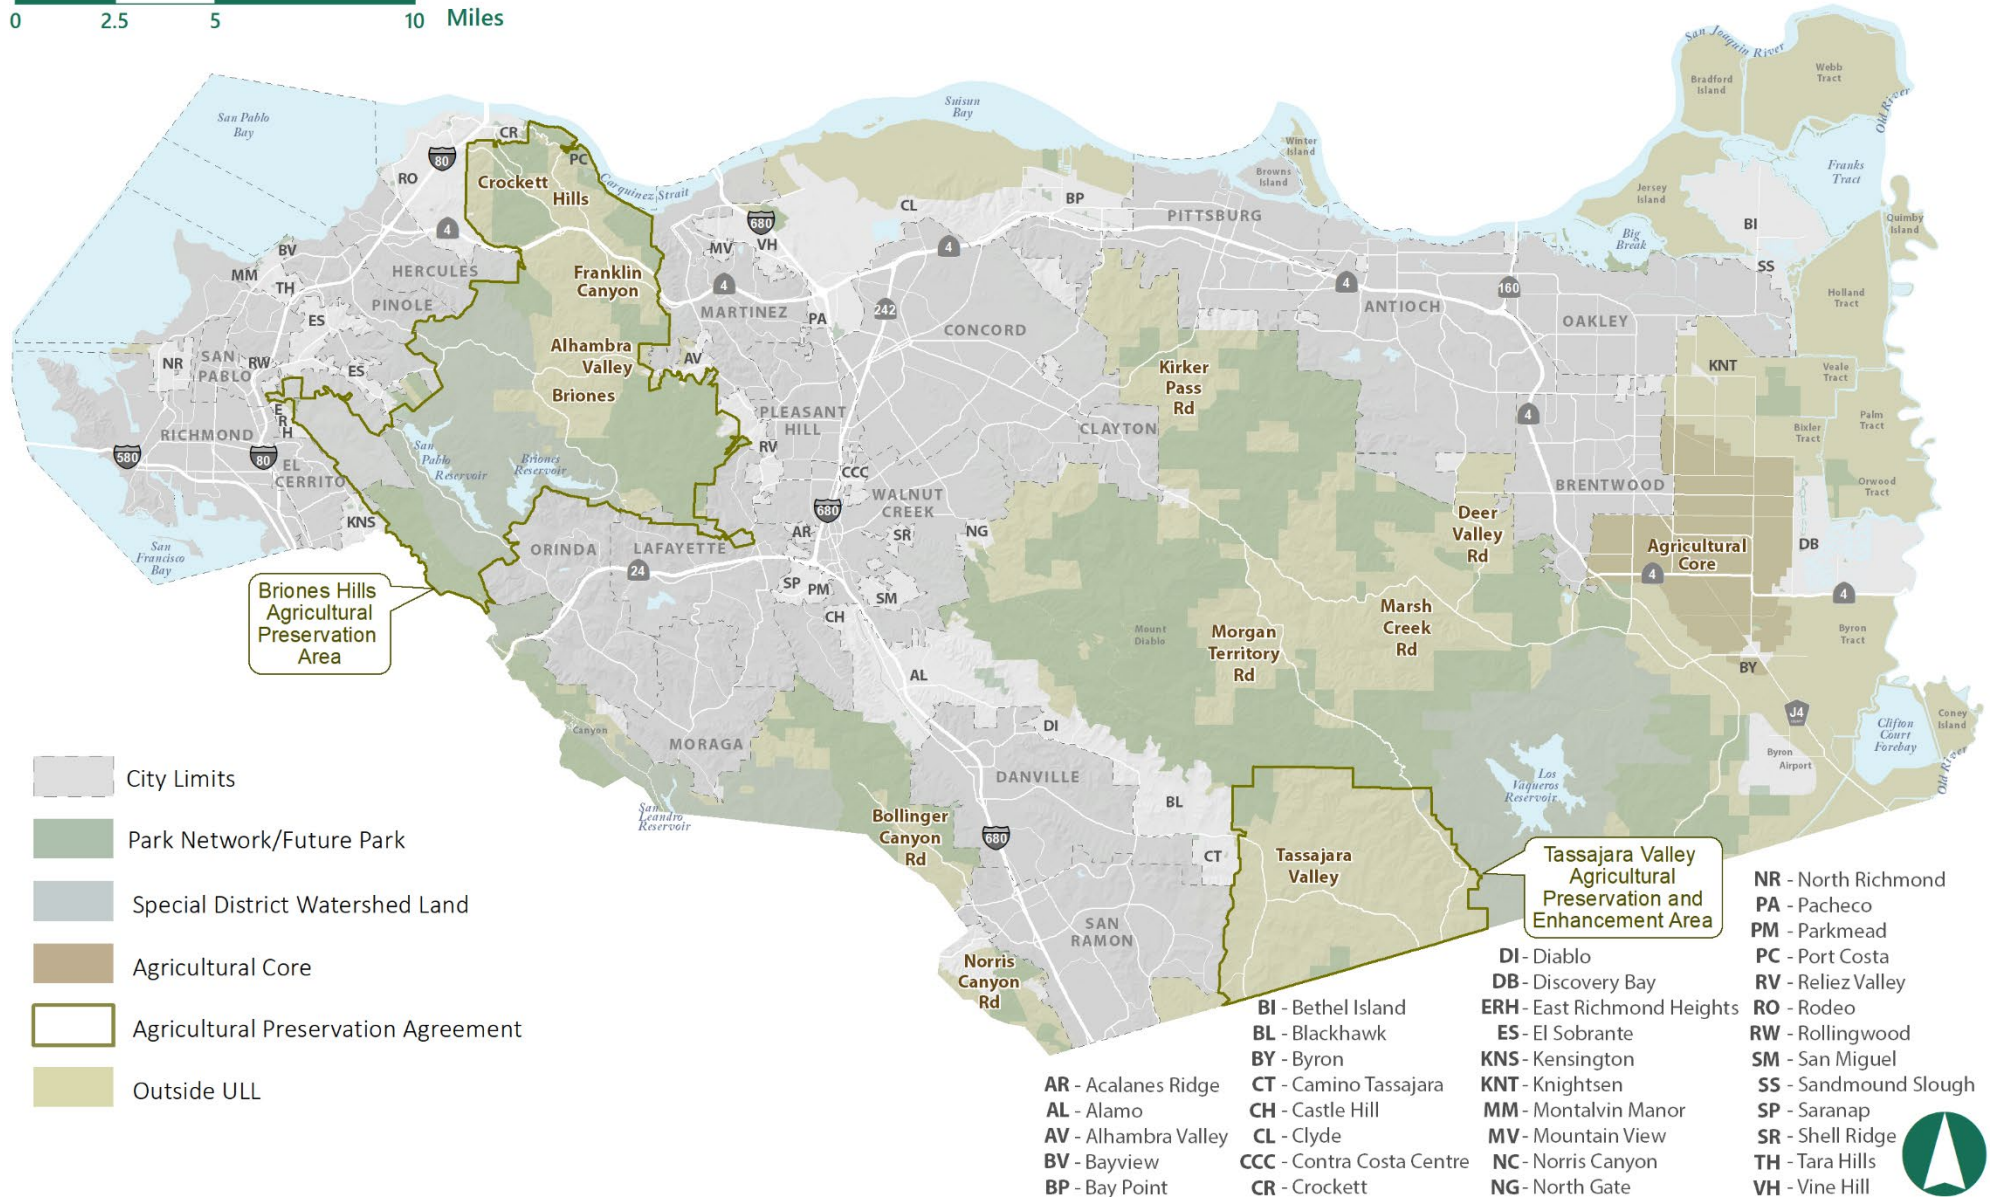 0 2.5 5 10 Miles
San Joaquin River
Webb
Tract
Bradford
Island
Old River
San Pablo
Bay
Suisun
Bay
Franks
Tract
CR
80
PC
RO
Crockett
Hills
Carquinez Strait
Winter
Island
Browns
Island
Jersey
Island
BI
Quimby
Island
BP
CL
PITTSBURG
680
4
MV
VH
4
Big
Break
BV
MM
TH
HERCULES
PINOLE
ES
Franklin
Canyon
4
MARTINEZ
PA
242
CONCORD
4
ANTIOCH
160
OAKLEY
SS
Holland
Tract
NR
SAN
PABLO
RW
ES
Alhambra
Valley
Briones
AV
Kirker
Pass
Rd
KNT
Veale
Tract
Palm
Tract
Bixler
Tract
E
R
H
RICHMOND
580
80
EL
CERRITO
San
Pablo
Reservoir
Briones
Reservoir
PLEASANT
HILL
RV
CLAYTON
4
CCC
WALNUT
CREEK
680
BRENTWOOD
Orwood
Tract
KNS
San
Francisco
Bay
ORINDA
LAFAYETTE
24
AR
SR
NG
Deer
Valley
Rd
Agricultural
Core
4
DB
4
Briones Hills
Agricultural
Preservation
Area
SP
PM
SM
CH
Mount
Diablo
Morgan
Territory
Rd
Marsh
Creek
Rd
Byron
Tract
BY
AL
DI
J4
Clifton
Court
Forebay
Coney
Island
Old River
Byron
Airport
Canyon
MORAGA
DANVILLE
BL
Los
Vaqueros
Reservoir
San
Leandro
Reservoir
Bollinger
Canyon
Rd
680
CT
Tassajara
Valley
Tassajara Valley
Agricultural
Preservation and
Enhancement Area
SAN
RAMON
Norris
Canyon
Rd
City Limits
Park Network/Future Park
Special District Watershed Land
Agricultural Core
Agricultural Preservation Agreement
Outside ULL
AR - Acalanes Ridge
AL - Alamo
AV - Alhambra Valley
BV - Bayview
BP - Bay Point
BI - Bethel Island
BL - Blackhawk
BY - Byron
CT - Camino Tassajara
CH - Castle Hill
CL - Clyde
CCC - Contra Costa Centre
CR - Crockett
DI - Diablo
DB - Discovery Bay
ERH - East Richmond Heights
ES - El Sobrante
KNS - Kensington
KNT - Knightsen
MM - Montalvin Manor
MV - Mountain View
NC - Norris Canyon
NG - North Gate
NR - North Richmond
PA - Pacheco
PM - Parkmead
PC - Port Costa
RV - Reliez Valley
RO - Rodeo
RW - Rollingwood
SM - San Miguel
SS - Sandmound Slough
SP - Saranap
SR - Shell Ridge
TH - Tara Hills
VH - Vine Hill